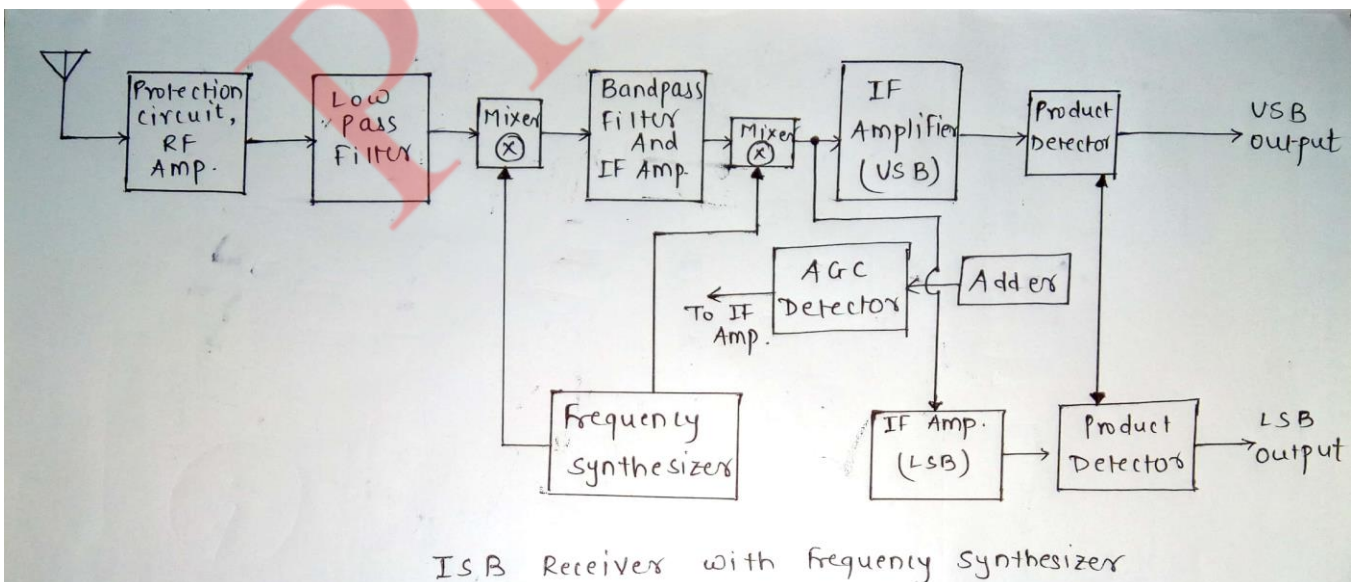 Protection
circuit,
RF
Amp.
Low
Pass
Filter
Mixer
Bandpass
Filter
And
IF Amp.
Mixer
IF
Amplifier
(USB)
Product
Detector
USB
output
AGC
Detector
Adder
To IF
Amp.
Frequency
synthesizer
IF Amp.
(LSB)
Product
Detector
LSB
output
ISB Receiver with Frequency Synthesizer